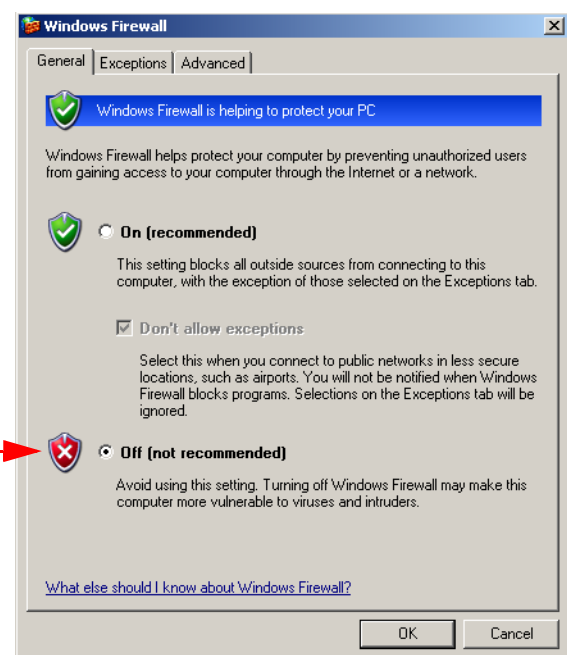 Windows Firewall
General Exceptions Advanced
Windows Firewall is helping to protect your PC
Windows Firewall helps protect your computer by preventing unauthorized users
from gaining access to your computer through the Internet or a network.
On (recommended)
This setting blocks all outside sources from connecting to this
computer, with the exception of those selected on the Exceptions tab.
Don't allow exceptions
Select this when you connect to public networks in less secure
locations, such as airports. You will not be notified when Windows
Firewall blocks programs. Selections on the Exceptions tab will be
ignored.
Off (not recommended)
Avoid using this setting. Turning off Windows Firewall may make this
computer more vulnerable to viruses and intruders.
What else should I know about Windows Firewall?
OK Cancel